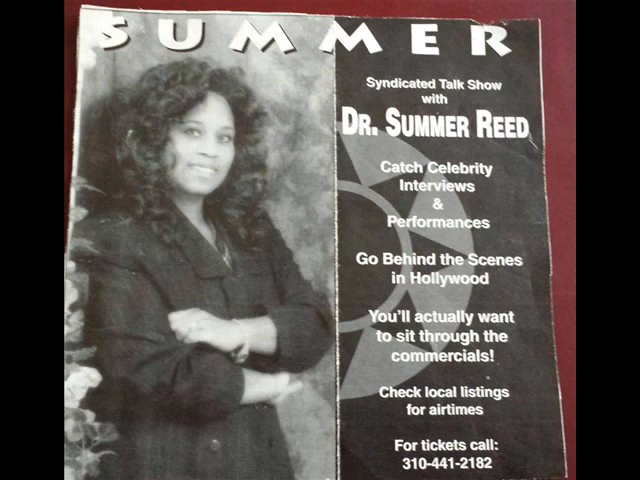 SUMMER
Syndicated Talk Show
with
DR. SUMMER REED
Catch Celebrity
Interviews
&
Performances
Go Behind the Scenes
in Hollywood
You'll actually want
to sit through the
commercials!
Check local listings
for airtimes
For tickets call:
310-441-2182